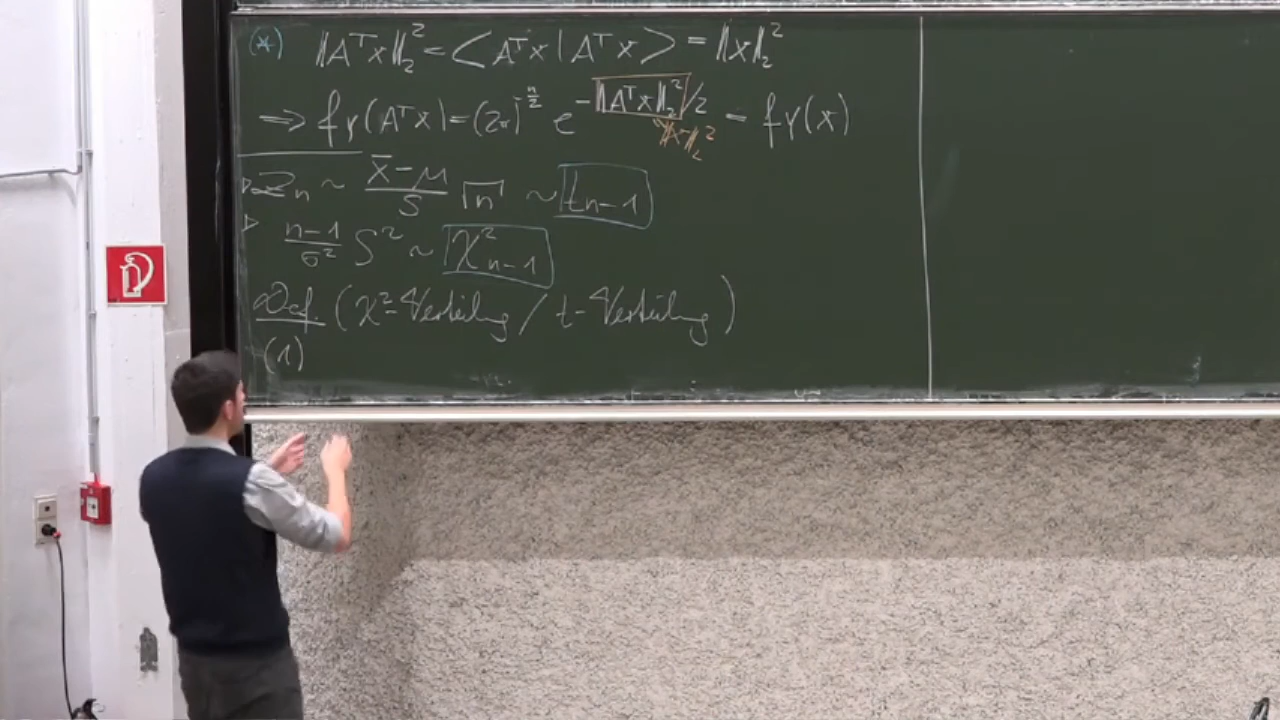 (*) ‖Aᵀx‖₂² = ⟨Aᵀx | Aᵀx⟩ = ‖x‖₂²
⟹ f_Y(Aᵀx) = (2π)^{-n/2} e^{-‖Aᵀx‖₂²/2} = f_Y(x)
‖x‖₂²
▷ Z_n ~ (x̄ - μ)/S √n ~ t_{n-1}
▷ (n-1)/σ² S² ~ χ²_{n-1}
Def. (χ²-Verteilung / t-Verteilung)
(1)